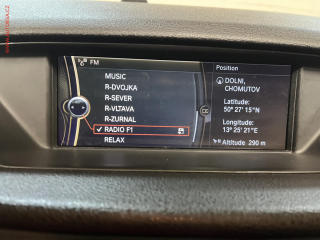 FM
MUSIC
R-DVOJKA
R-SEVER
R-VLTAVA
R-ZURNAL
RADIO F1
RELAX
Position
DOLNI,
CHOMUTOV
Latitude:
50° 27' 15"N
Longitude:
13° 25' 21"E
Altitude 290 m